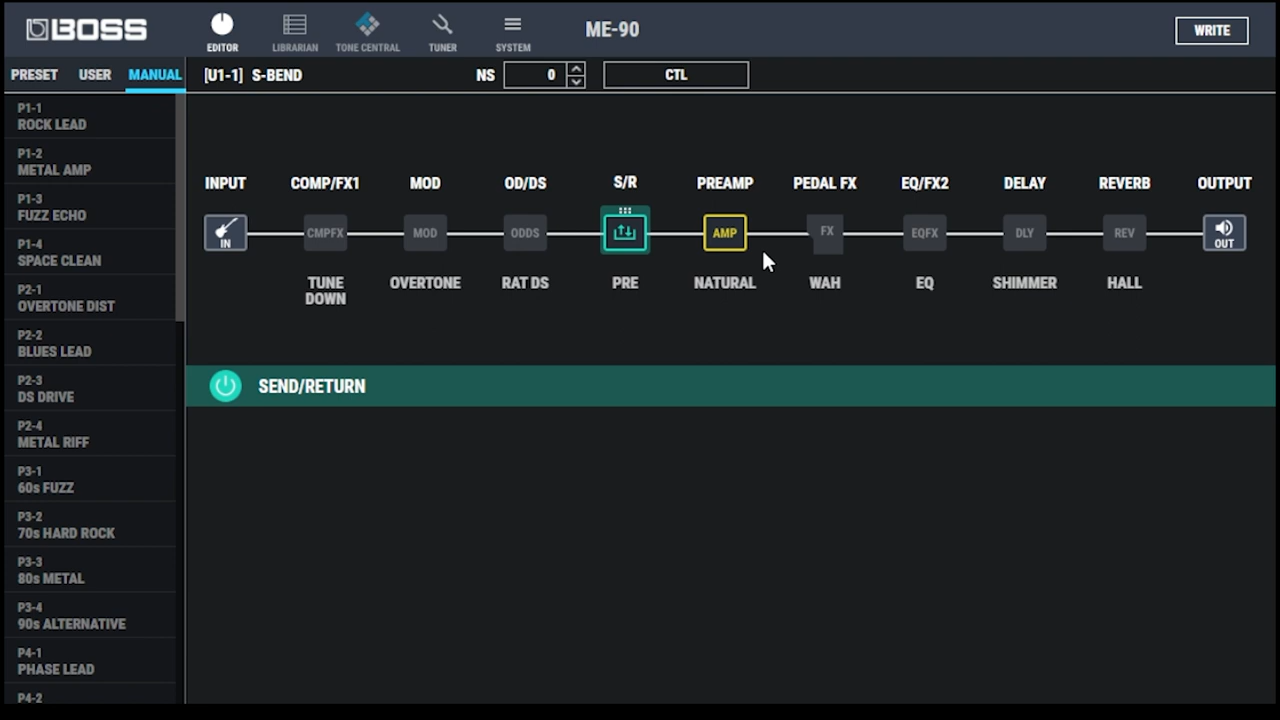 BOSS
EDITOR
LIBRARIAN
TONE CENTRAL
TUNER
SYSTEM
ME-90
WRITE
PRESET USER MANUAL
[U1-1] S-BEND
NS 0
CTL
P1-1
ROCK LEAD
P1-2
METAL AMP
P1-3
FUZZ ECHO
P1-4
SPACE CLEAN
P2-1
OVERTONE DIST
P2-2
BLUES LEAD
P2-3
DS DRIVE
P2-4
METAL RIFF
P3-1
60s FUZZ
P3-2
70s HARD ROCK
P3-3
80s METAL
P3-4
90s ALTERNATIVE
P4-1
PHASE LEAD
P4-2
INPUT COMP/FX1 MOD OD/DS S/R PREAMP PEDAL FX EQ/FX2 DELAY REVERB OUTPUT
IN CMPFX MOD ODDS AMP FX EQFX DLY REV OUT
TUNE DOWN OVERTONE RAT DS PRE NATURAL WAH EQ SHIMMER HALL
SEND/RETURN